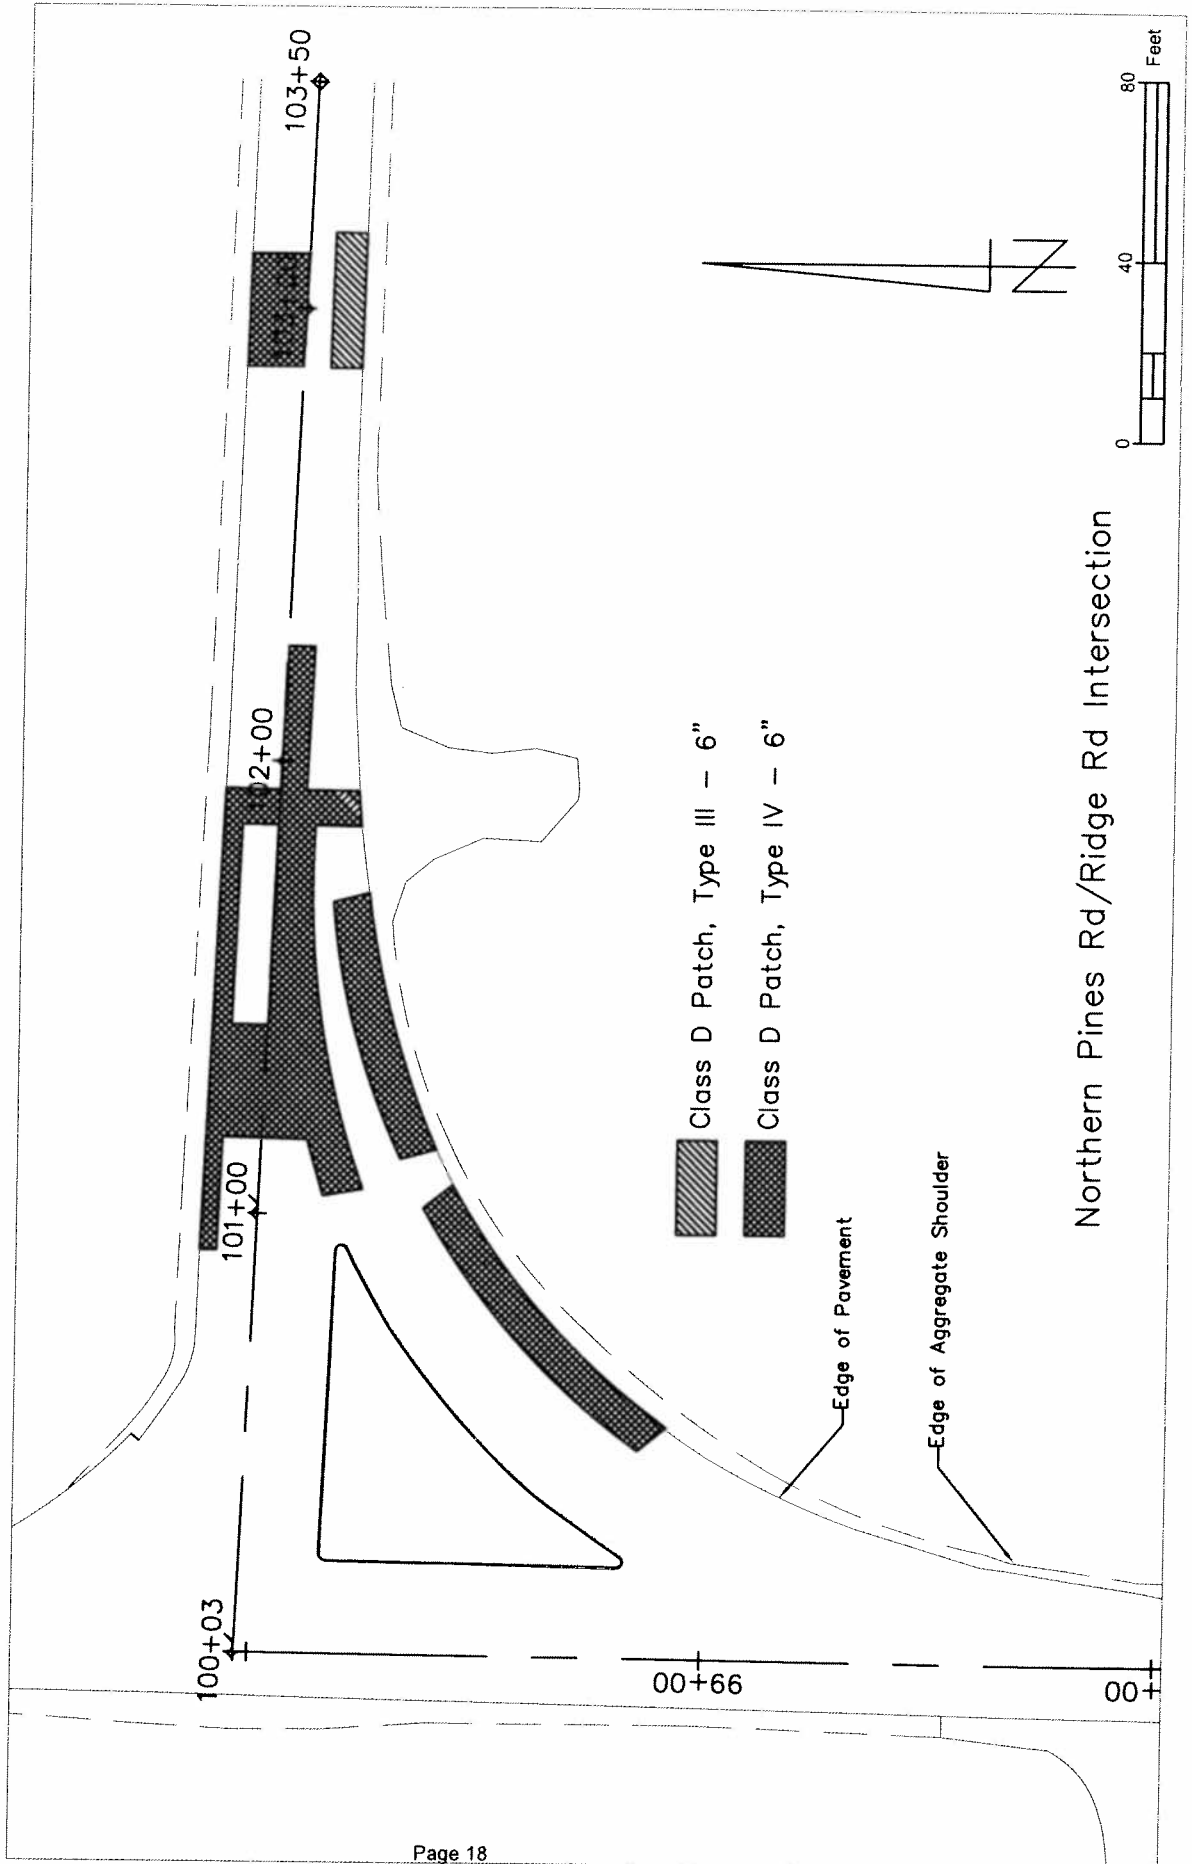 103+50
102+00
101+00
100+03
99+00
+00
Class D Patch, Type III - 6"
Class D Patch, Type IV - 6"
Edge of Pavement
Edge of Aggregate Shoulder
N
Northern Pines Rd/Ridge Rd Intersection
0
40
80
Feet
Page 18